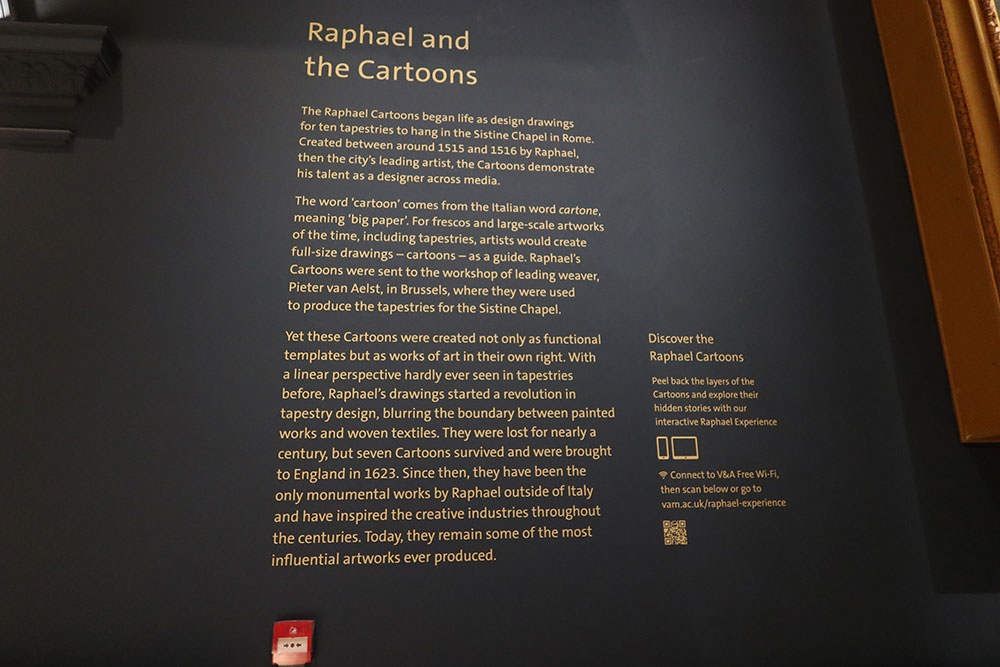 Raphael and
the Cartoons
The Raphael Cartoons began life as design drawings
for ten tapestries to hang in the Sistine Chapel in Rome.
Created between around 1515 and 1516 by Raphael,
then the city's leading artist, the Cartoons demonstrate
his talent as a designer across media.
The word ‘cartoon’ comes from the Italian word cartone,
meaning ‘big paper’. For frescos and large-scale artworks
of the time, including tapestries, artists would create
full-size drawings – cartoons – as a guide. Raphael's
Cartoons were sent to the workshop of leading weaver,
Pieter van Aelst, in Brussels, where they were used
to produce the tapestries for the Sistine Chapel.
Yet these Cartoons were created not only as functional
templates but as works of art in their own right. With
a linear perspective hardly ever seen in tapestries
before, Raphael's drawings started a revolution in
tapestry design, blurring the boundary between painted
works and woven textiles. They were lost for nearly a
century, but seven Cartoons survived and were brought
to England in 1623. Since then, they have been the
only monumental works by Raphael outside of Italy
and have inspired the creative industries throughout
the centuries. Today, they remain some of the most
influential artworks ever produced.
Discover the
Raphael Cartoons
Peel back the layers of the
Cartoons and explore their
hidden stories with our
interactive Raphael Experience
Connect to V&A Free Wi-Fi,
then scan below or go to
vam.ac.uk/raphael-experience